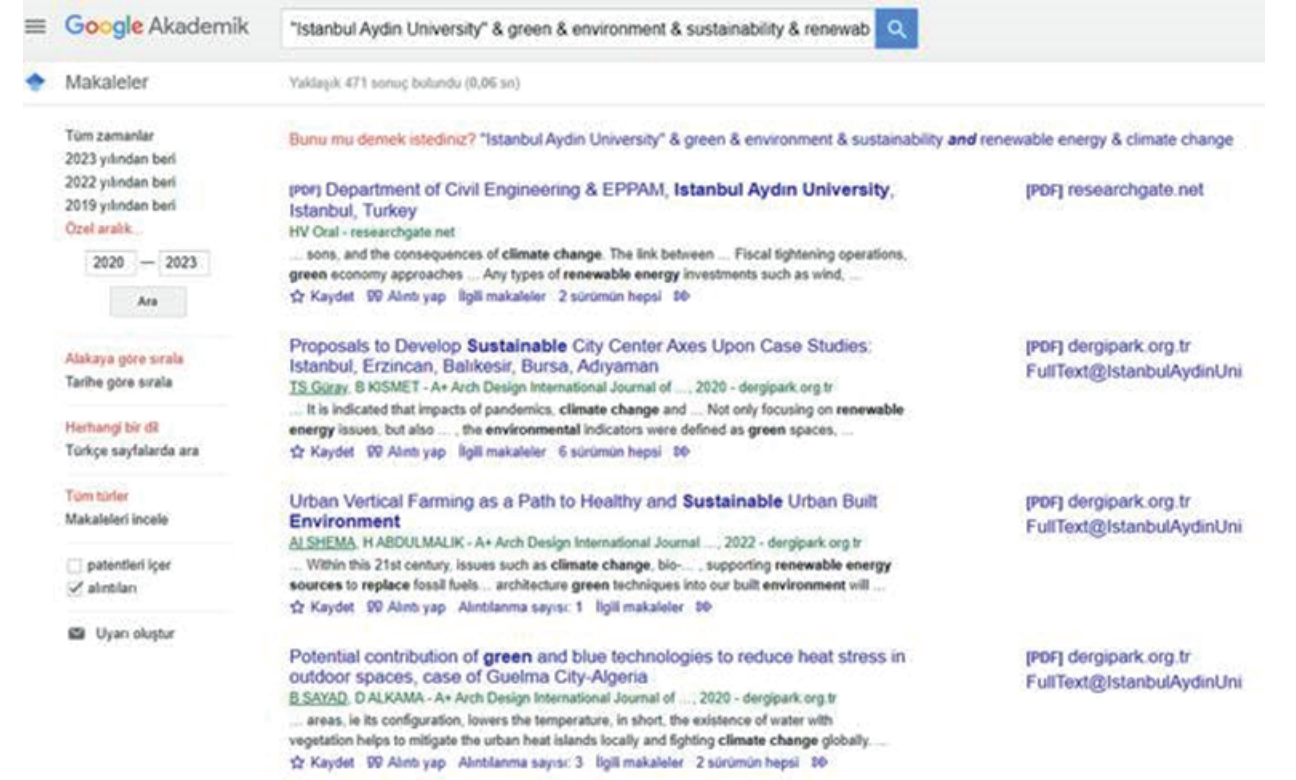 Google Akademik
"Istanbul Aydin University" & green & environment & sustainability & renewab
Makaleler
Yaklaşık 471 sonuç bulundu (0,06 sn)
Tüm zamanlar
2023 yılından beri
2022 yılından beri
2019 yılından beri
Özel aralık...
2020 — 2023
Ara
Alakaya göre sırala
Tarihe göre sırala
Herhangi bir dil
Türkçe sayfalarda ara
Tüm türler
Makaleleri incele
patentleri içer
alıntıları
Uyarı oluştur
Bunu mu demek istediniz? "Istanbul Aydin University" & green & environment & sustainability and renewable energy & climate change
[PDF] Department of Civil Engineering & EPPAM, Istanbul Aydın University,
Istanbul, Turkey
HV Oral - researchgate.net
... sons, and the consequences of climate change. The link between ... Fiscal tightening operations,
green economy approaches ... Any types of renewable energy investments such as wind, ...
Kaydet Alıntı yap İlgili makaleler 2 sürümün hepsi
[PDF] researchgate.net
Proposals to Develop Sustainable City Center Axes Upon Case Studies:
Istanbul, Erzincan, Balıkesir, Bursa, Adıyaman
TS Güray, B KISMET - A+ Arch Design International Journal of ..., 2020 - dergipark.org.tr
... It is indicated that impacts of pandemics, climate change and ... Not only focusing on renewable
energy issues, but also ... , the environmental indicators were defined as green spaces, ...
Kaydet Alıntı yap İlgili makaleler 6 sürümün hepsi
[PDF] dergipark.org.tr
FullText@IstanbulAydinUni
Urban Vertical Farming as a Path to Healthy and Sustainable Urban Built
Environment
AI SHEMA, H ABDULMALIK - A+ Arch Design International Journal ..., 2022 - dergipark.org.tr
... Within this 21st century, issues such as climate change, bio-... , supporting renewable energy
sources to replace fossil fuels... architecture green techniques into our built environment will ...
Kaydet Alıntı yap Alıntılanma sayısı: 1 İlgili makaleler
[PDF] dergipark.org.tr
FullText@IstanbulAydinUni
Potential contribution of green and blue technologies to reduce heat stress in
outdoor spaces, case of Guelma City-Algeria
B SAYAD, D ALKAMA - A+ Arch Design International Journal of ..., 2020 - dergipark.org.tr
... areas, ie its configuration, lowers the temperature, in short, the existence of water with
vegetation helps to mitigate the urban heat islands locally and fighting climate change globally. ...
Kaydet Alıntı yap Alıntılanma sayısı: 3 İlgili makaleler 2 sürümün hepsi
[PDF] dergipark.org.tr
FullText@IstanbulAydinUni